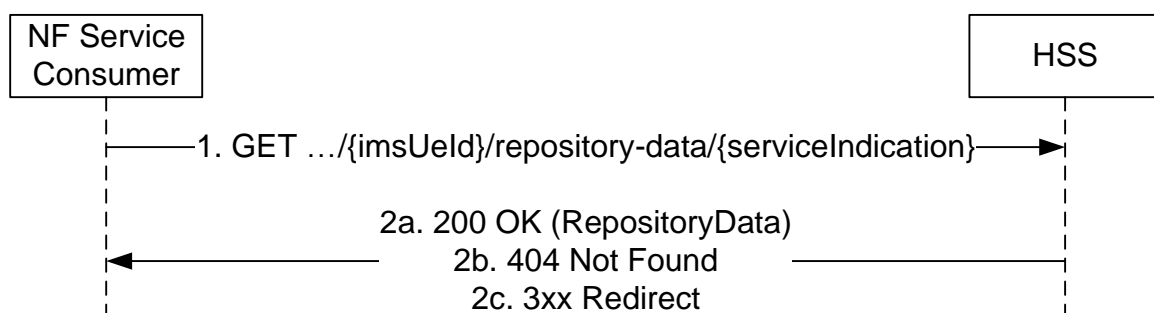 NF Service
Consumer
HSS
1. GET …/{imsUeId}/repository-data/{serviceIndication}
2a. 200 OK (RepositoryData)
2b. 404 Not Found
2c. 3xx Redirect